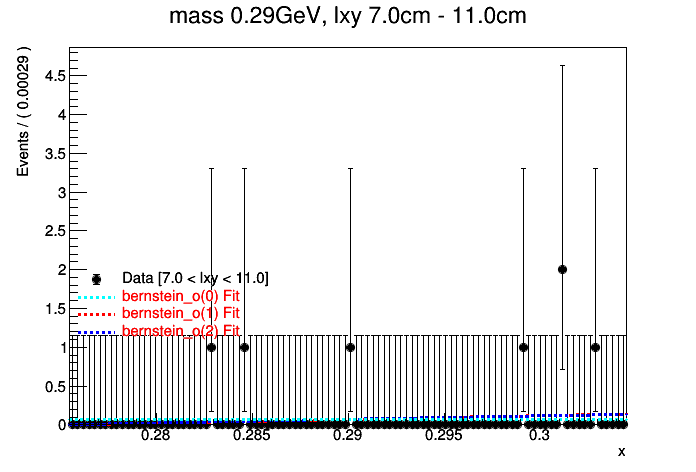 mass 0.29GeV, lxy 7.0cm - 11.0cm
Events / ( 0.00029 )
4.5
4
3.5
3
2.5
2
1.5
1
0.5
0
Data [7.0 < lxy < 11.0]
bernstein_o(0) Fit
bernstein_o(1) Fit
bernstein_o(2) Fit
0.28 0.285 0.29 0.295 0.3
x